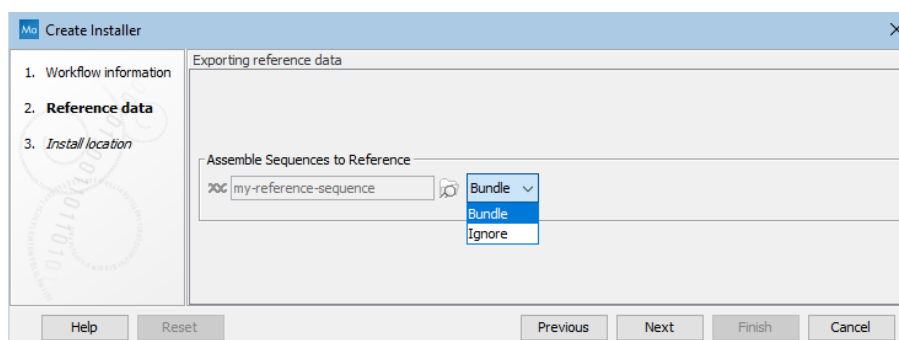 Ma Create Installer
1. Workflow information
2. Reference data
3. Install location
Exporting reference data
Assemble Sequences to Reference
my-reference-sequence
Bundle
Bundle
Ignore
Help
Reset
Previous
Next
Finish
Cancel